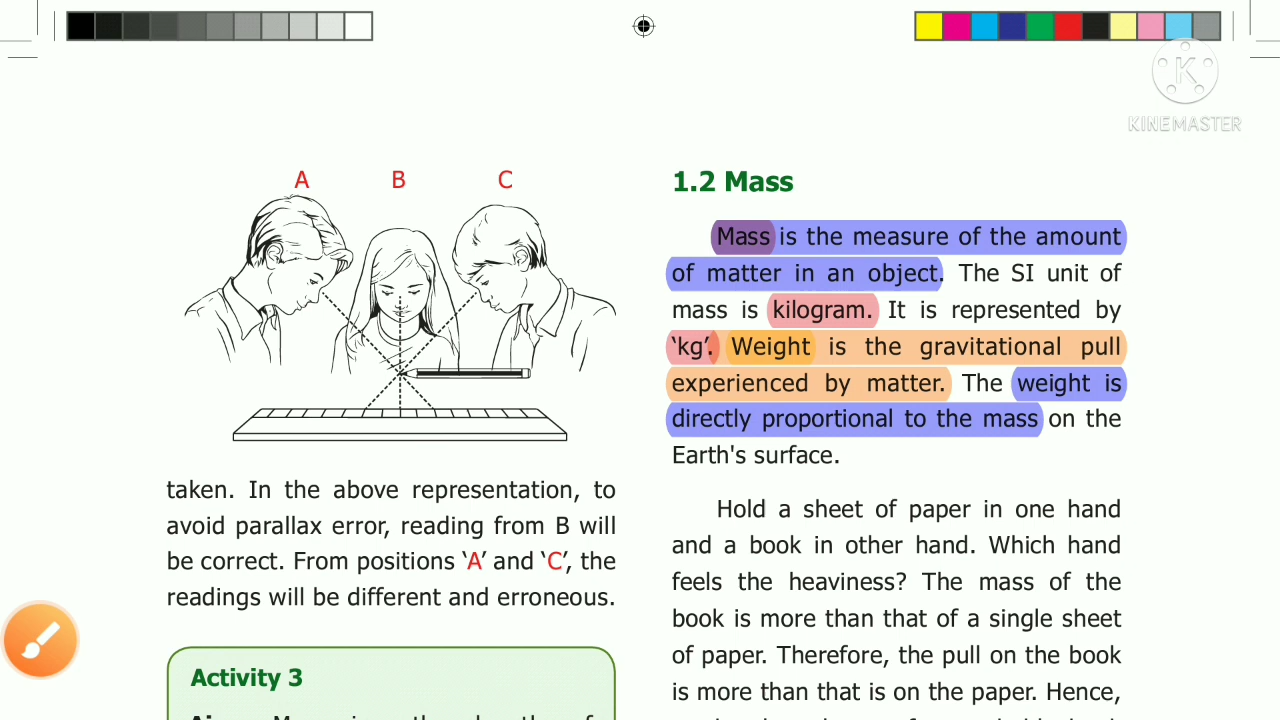 KINEMASTER
A B C
taken. In the above representation, to
avoid parallax error, reading from B will
be correct. From positions ‘A’ and ‘C’, the
readings will be different and erroneous.
Activity 3
1.2 Mass
Mass is the measure of the amount
of matter in an object. The SI unit of
mass is kilogram. It is represented by
‘kg’. Weight is the gravitational pull
experienced by matter. The weight is
directly proportional to the mass on the
Earth's surface.
Hold a sheet of paper in one hand
and a book in other hand. Which hand
feels the heaviness? The mass of the
book is more than that of a single sheet
of paper. Therefore, the pull on the book
is more than that is on the paper. Hence,